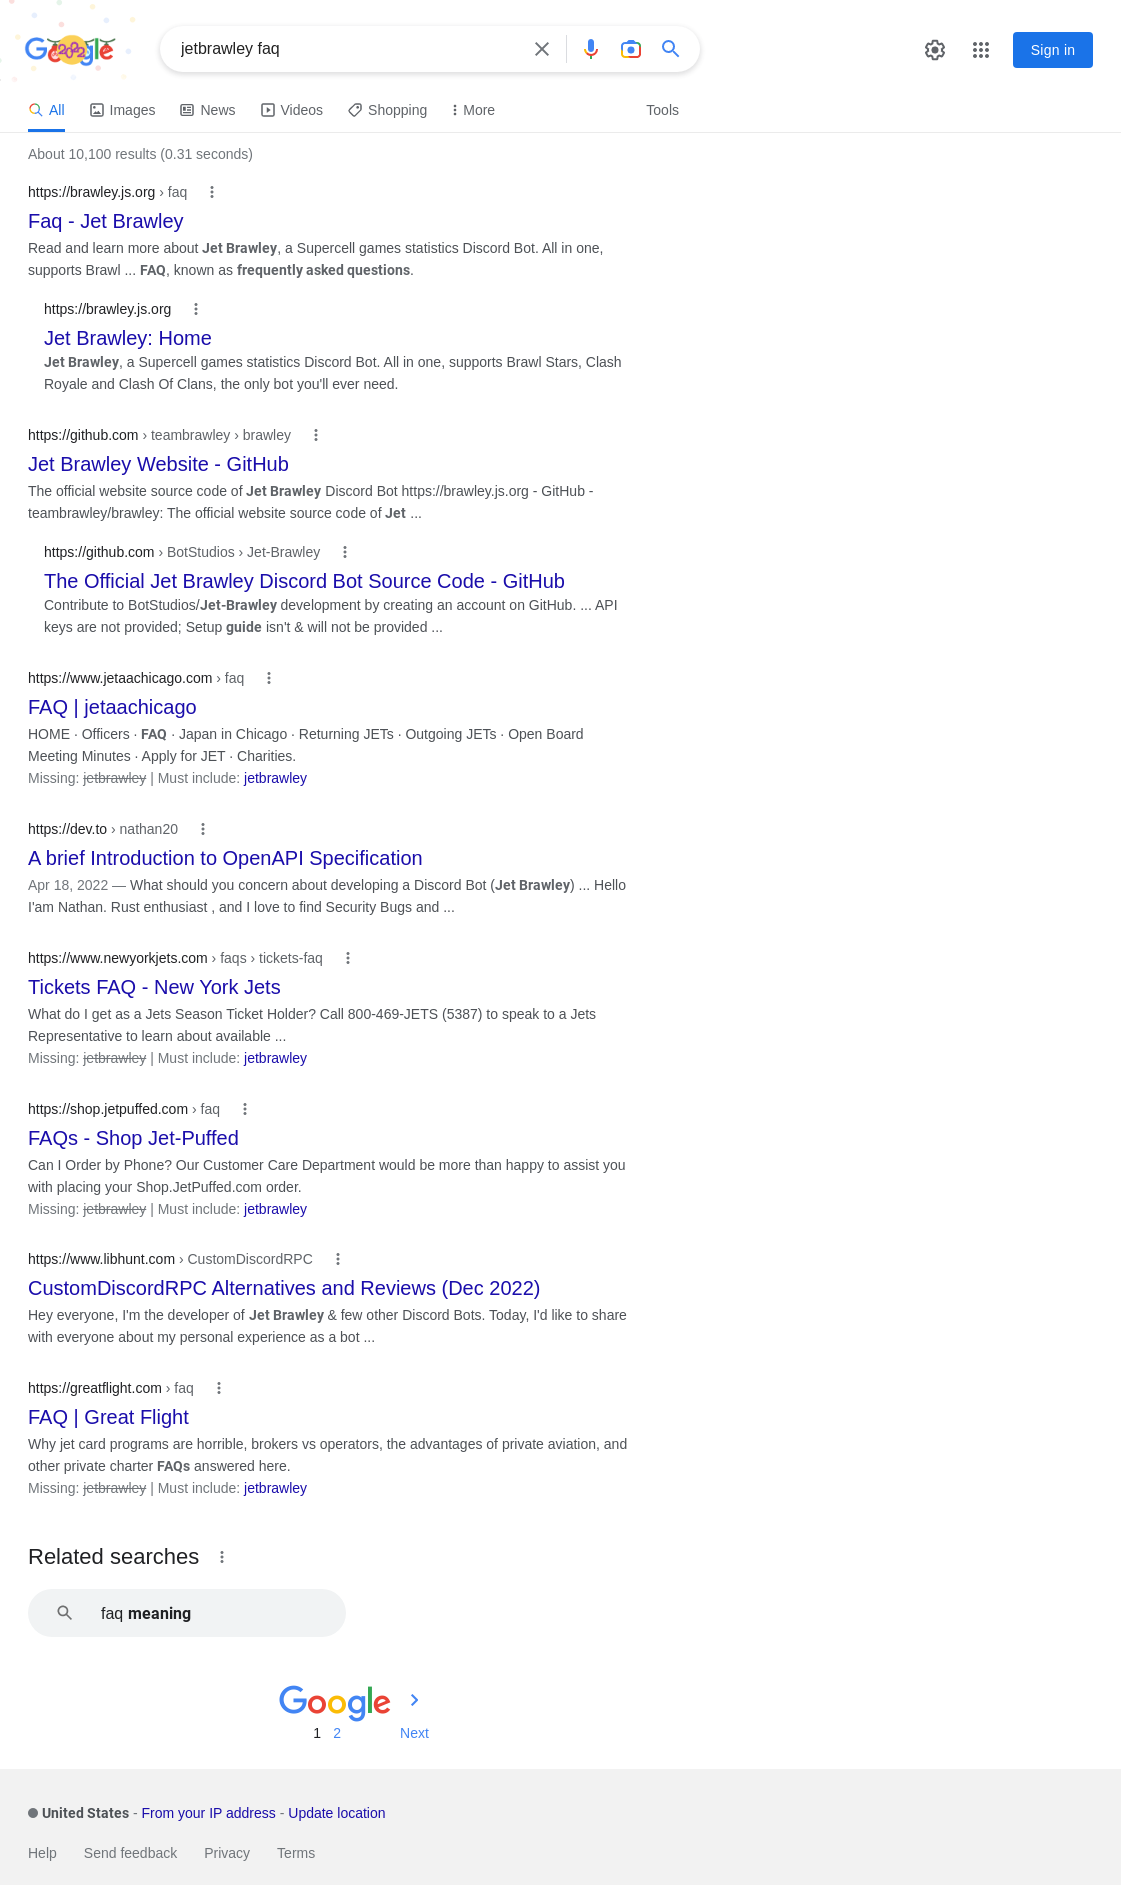 Google
jetbrawley faq
Sign in
All
Images
News
Videos
Shopping
More
Tools
About 10,100 results (0.31 seconds)
https://brawley.js.org › faq
Faq - Jet Brawley
Read and learn more about Jet Brawley, a Supercell games statistics Discord Bot. All in one,
supports Brawl ... FAQ, known as frequently asked questions.
https://brawley.js.org
Jet Brawley: Home
Jet Brawley, a Supercell games statistics Discord Bot. All in one, supports Brawl Stars, Clash
Royale and Clash Of Clans, the only bot you'll ever need.
https://github.com › teambrawley › brawley
Jet Brawley Website - GitHub
The official website source code of Jet Brawley Discord Bot https://brawley.js.org - GitHub -
teambrawley/brawley: The official website source code of Jet ...
https://github.com › BotStudios › Jet-Brawley
The Official Jet Brawley Discord Bot Source Code - GitHub
Contribute to BotStudios/Jet-Brawley development by creating an account on GitHub. ... API
keys are not provided; Setup guide isn't & will not be provided ...
https://www.jetaachicago.com › faq
FAQ | jetaachicago
HOME · Officers · FAQ · Japan in Chicago · Returning JETs · Outgoing JETs · Open Board
Meeting Minutes · Apply for JET · Charities.
Missing: jetbrawley | Must include: jetbrawley
https://dev.to › nathan20
A brief Introduction to OpenAPI Specification
Apr 18, 2022 — What should you concern about developing a Discord Bot (Jet Brawley) ... Hello
I'am Nathan. Rust enthusiast , and I love to find Security Bugs and ...
https://www.newyorkjets.com › faqs › tickets-faq
Tickets FAQ - New York Jets
What do I get as a Jets Season Ticket Holder? Call 800-469-JETS (5387) to speak to a Jets
Representative to learn about available ...
Missing: jetbrawley | Must include: jetbrawley
https://shop.jetpuffed.com › faq
FAQs - Shop Jet-Puffed
Can I Order by Phone? Our Customer Care Department would be more than happy to assist you
with placing your Shop.JetPuffed.com order.
Missing: jetbrawley | Must include: jetbrawley
https://www.libhunt.com › CustomDiscordRPC
CustomDiscordRPC Alternatives and Reviews (Dec 2022)
Hey everyone, I'm the developer of Jet Brawley & few other Discord Bots. Today, I'd like to share
with everyone about my personal experience as a bot ...
https://greatflight.com › faq
FAQ | Great Flight
Why jet card programs are horrible, brokers vs operators, the advantages of private aviation, and
other private charter FAQs answered here.
Missing: jetbrawley | Must include: jetbrawley
Related searches
faq meaning
Google
1 2 Next
United States - From your IP address - Update location
Help Send feedback Privacy Terms